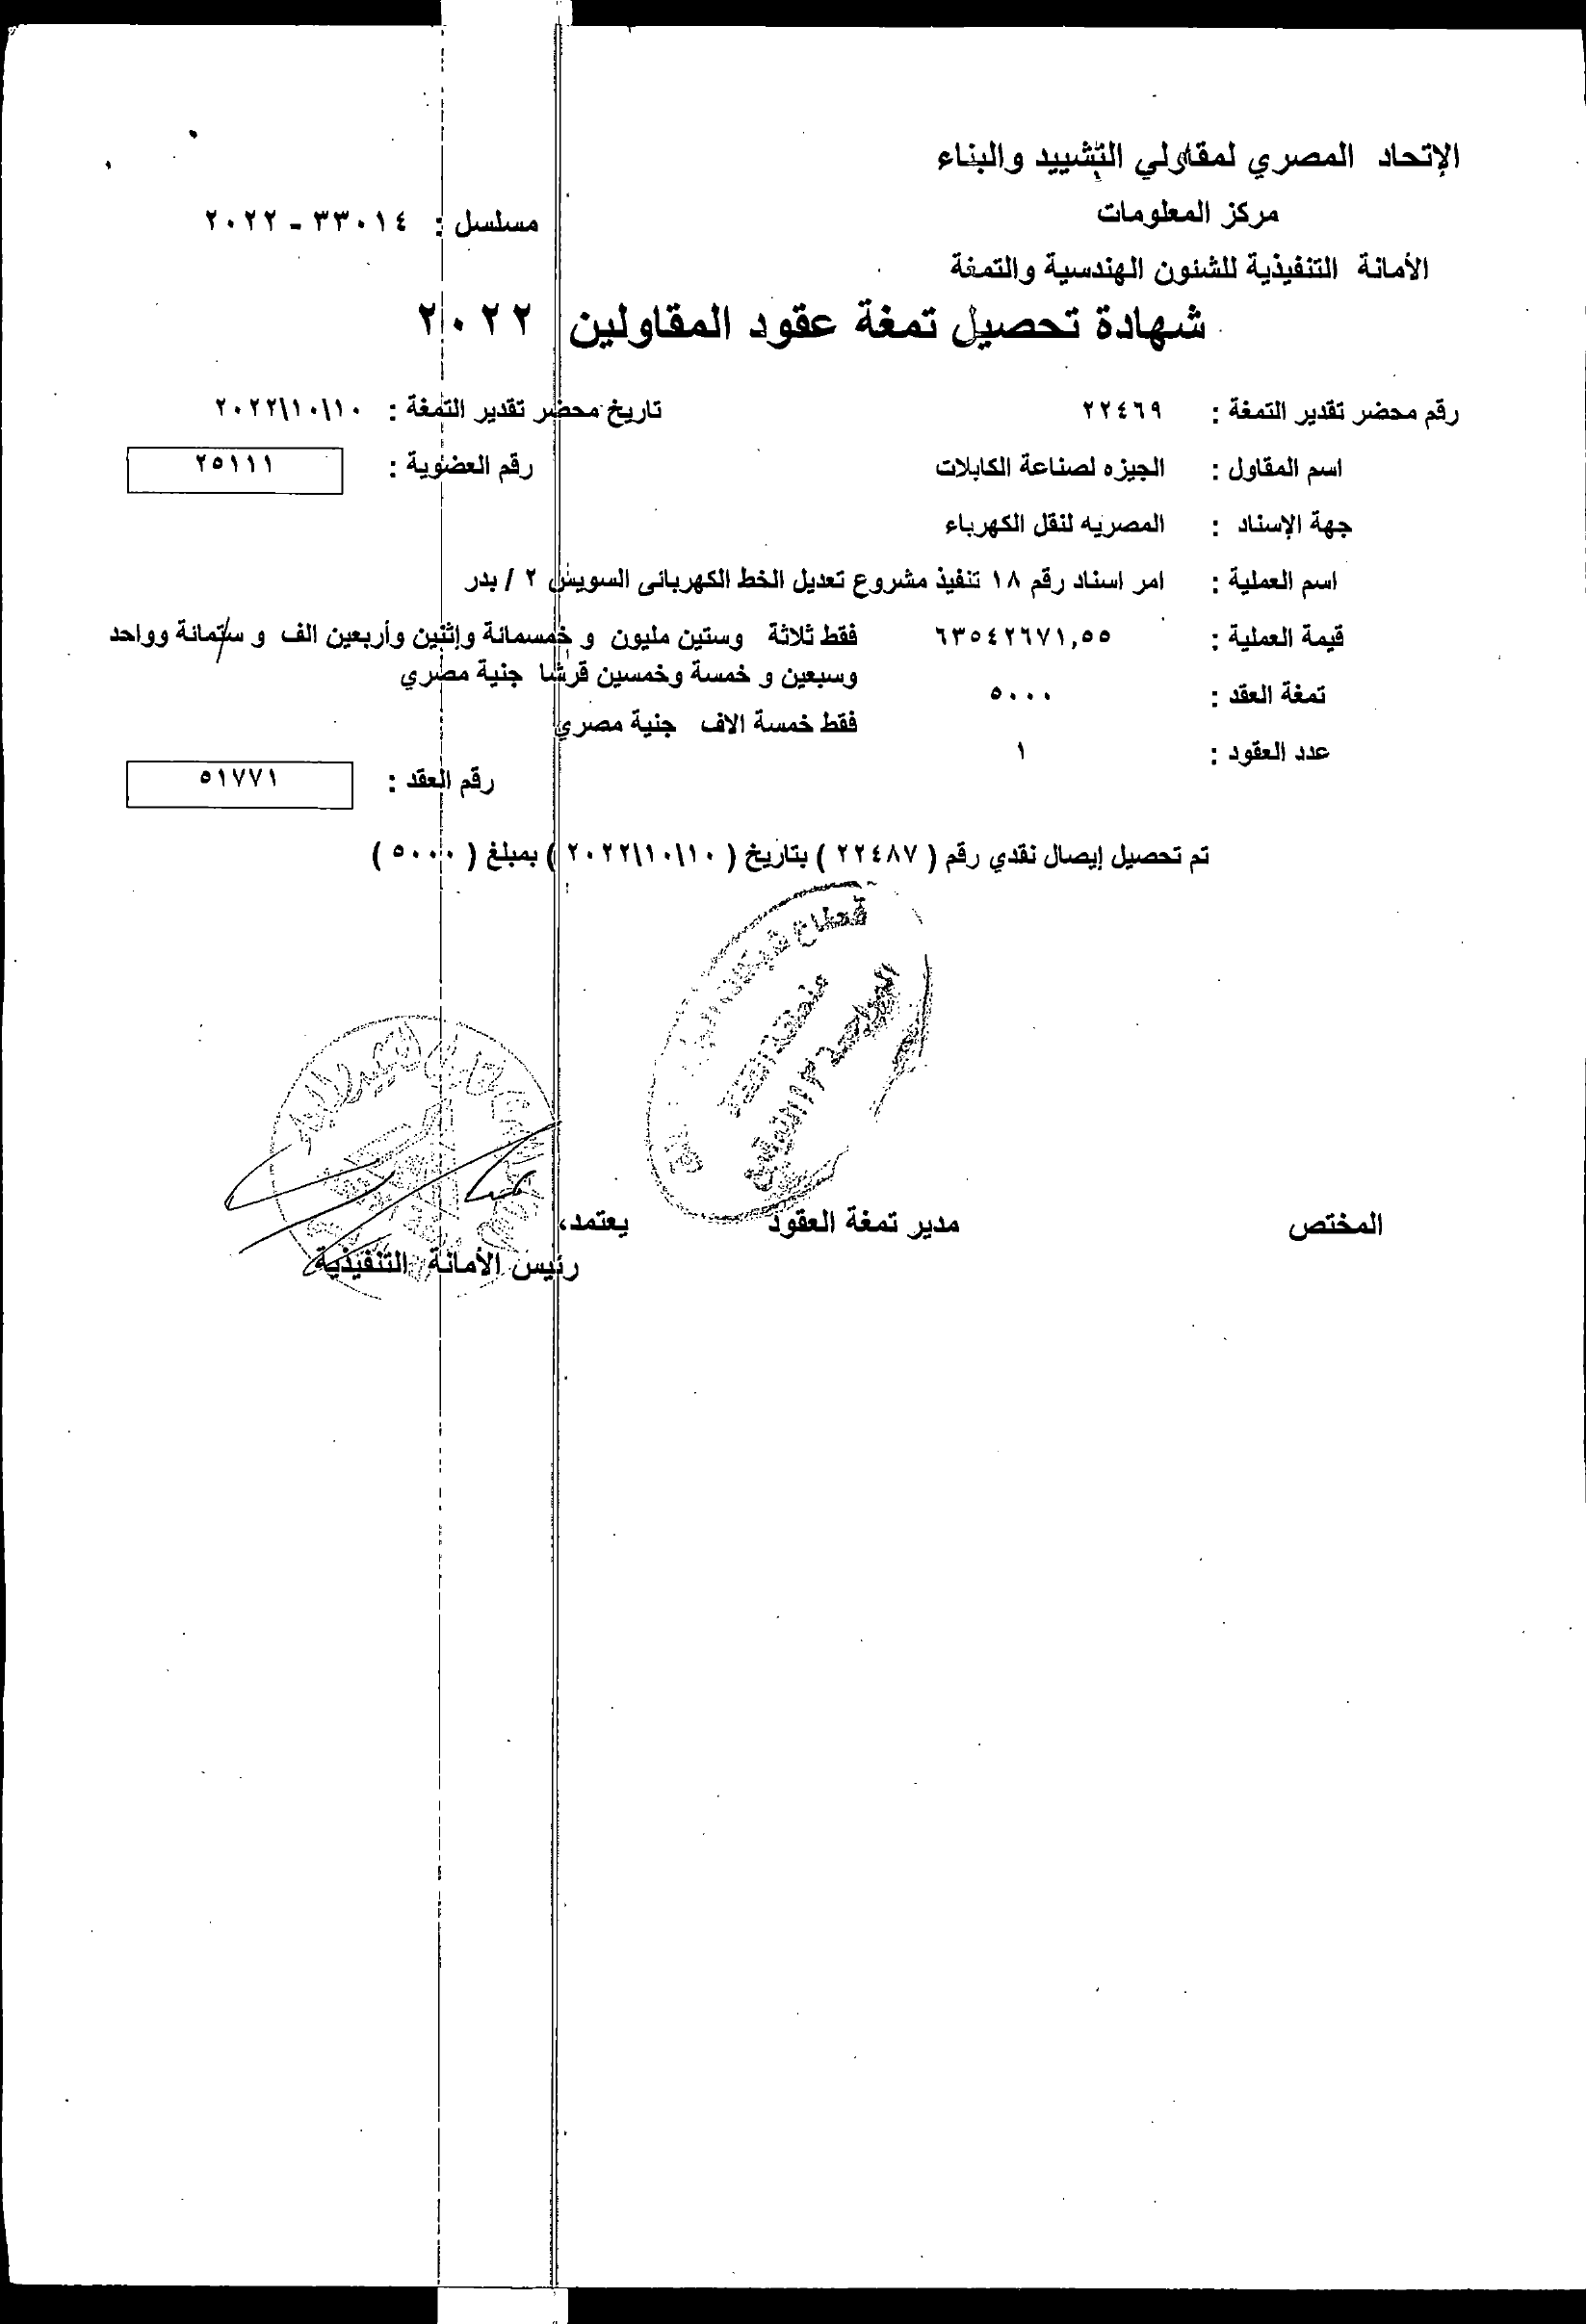 الإتحاد المصري لمقاولي التشييد والبناء
مركز المعلومات
مسلسل : ٣٣٠١٤ - ٢٠٢٢
الأمانة التنفيذية للشئون الهندسية والتمغة
شهادة تحصيل تمغة عقود المقاولين ٢٠٢٢
رقم محضر تقدير التمغة : ٢٢٤٦٩ تاريخ محضر تقدير التمغة : ١٠\١٠\٢٠٢٢
اسم المقاول : الجيزه لصناعة الكابلات رقم العضوية : ٢٥١١١
جهة الإسناد : المصريه لنقل الكهرباء
اسم العملية : امر اسناد رقم ١٨ تنفيذ مشروع تعديل الخط الكهربائى السويس ٢ / بدر
قيمة العملية : ٦٣٥٤٢٦٧١,٥٥ فقط ثلاثة وستين مليون و خمسمائة وإثنين وأربعين الف و ستمائة وواحد
وسبعين و خمسة وخمسين قرشا جنية مصري
تمغة العقد : ٥٠٠٠ فقط خمسة الاف جنية مصري
عدد العقود : ١
رقم العقد : ٥١٧٧١
تم تحصيل إيصال نقدي رقم ( ٢٢٤٨٧ ) بتاريخ ( ١٠\١٠\٢٠٢٢ ) بمبلغ ( ٥٠٠٠ )
المختص مدير تمغة العقود يعتمد،
رئيس الأمانة التنفيذية